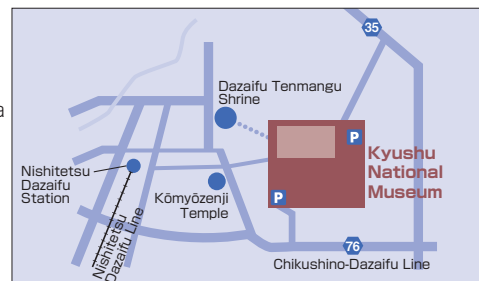 35
Dazaifu Tenmangu
Shrine
a
P
Kyushu
National
Museum
Nishitetsu
Dazaifu
Station
Kōmyōzenji
Temple
P
Nishitetsu
Dazaifu Line
76
Chikushino-Dazaifu Line